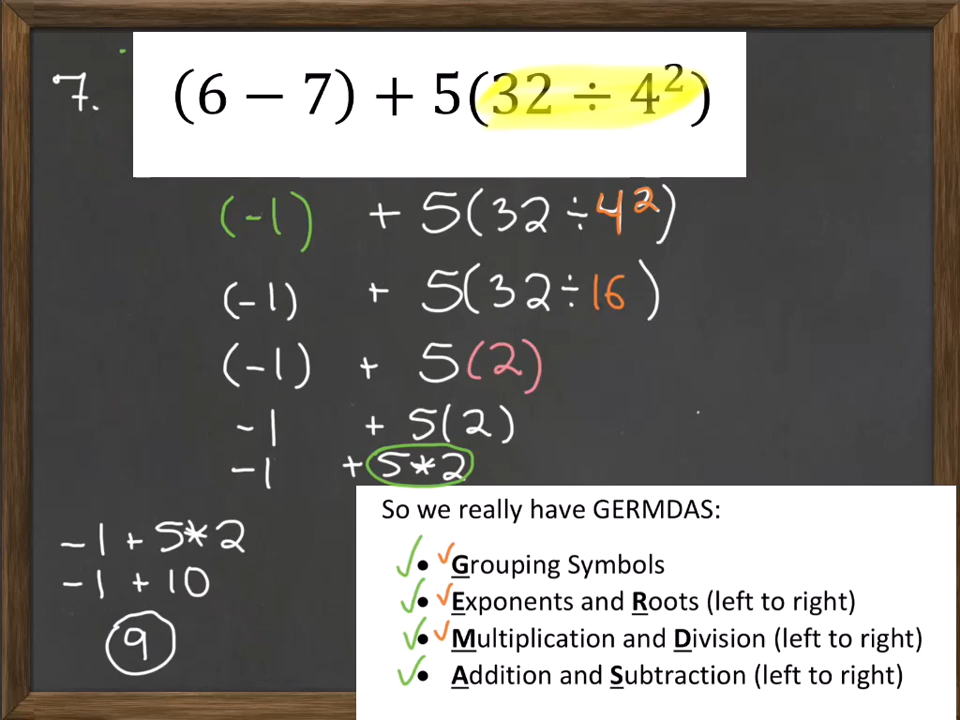 7. (6 − 7) + 5(32 ÷ 4²)
(-1) + 5(32 ÷ 4²)
(-1) + 5(32 ÷ 16)
(-1) + 5(2)
-1 + 5(2)
-1 + 5*2
-1 + 5*2
-1 + 10
9
So we really have GERMDAS:
✓• ✓Grouping Symbols
✓• ✓Exponents and Roots (left to right)
✓• ✓Multiplication and Division (left to right)
✓• Addition and Subtraction (left to right)